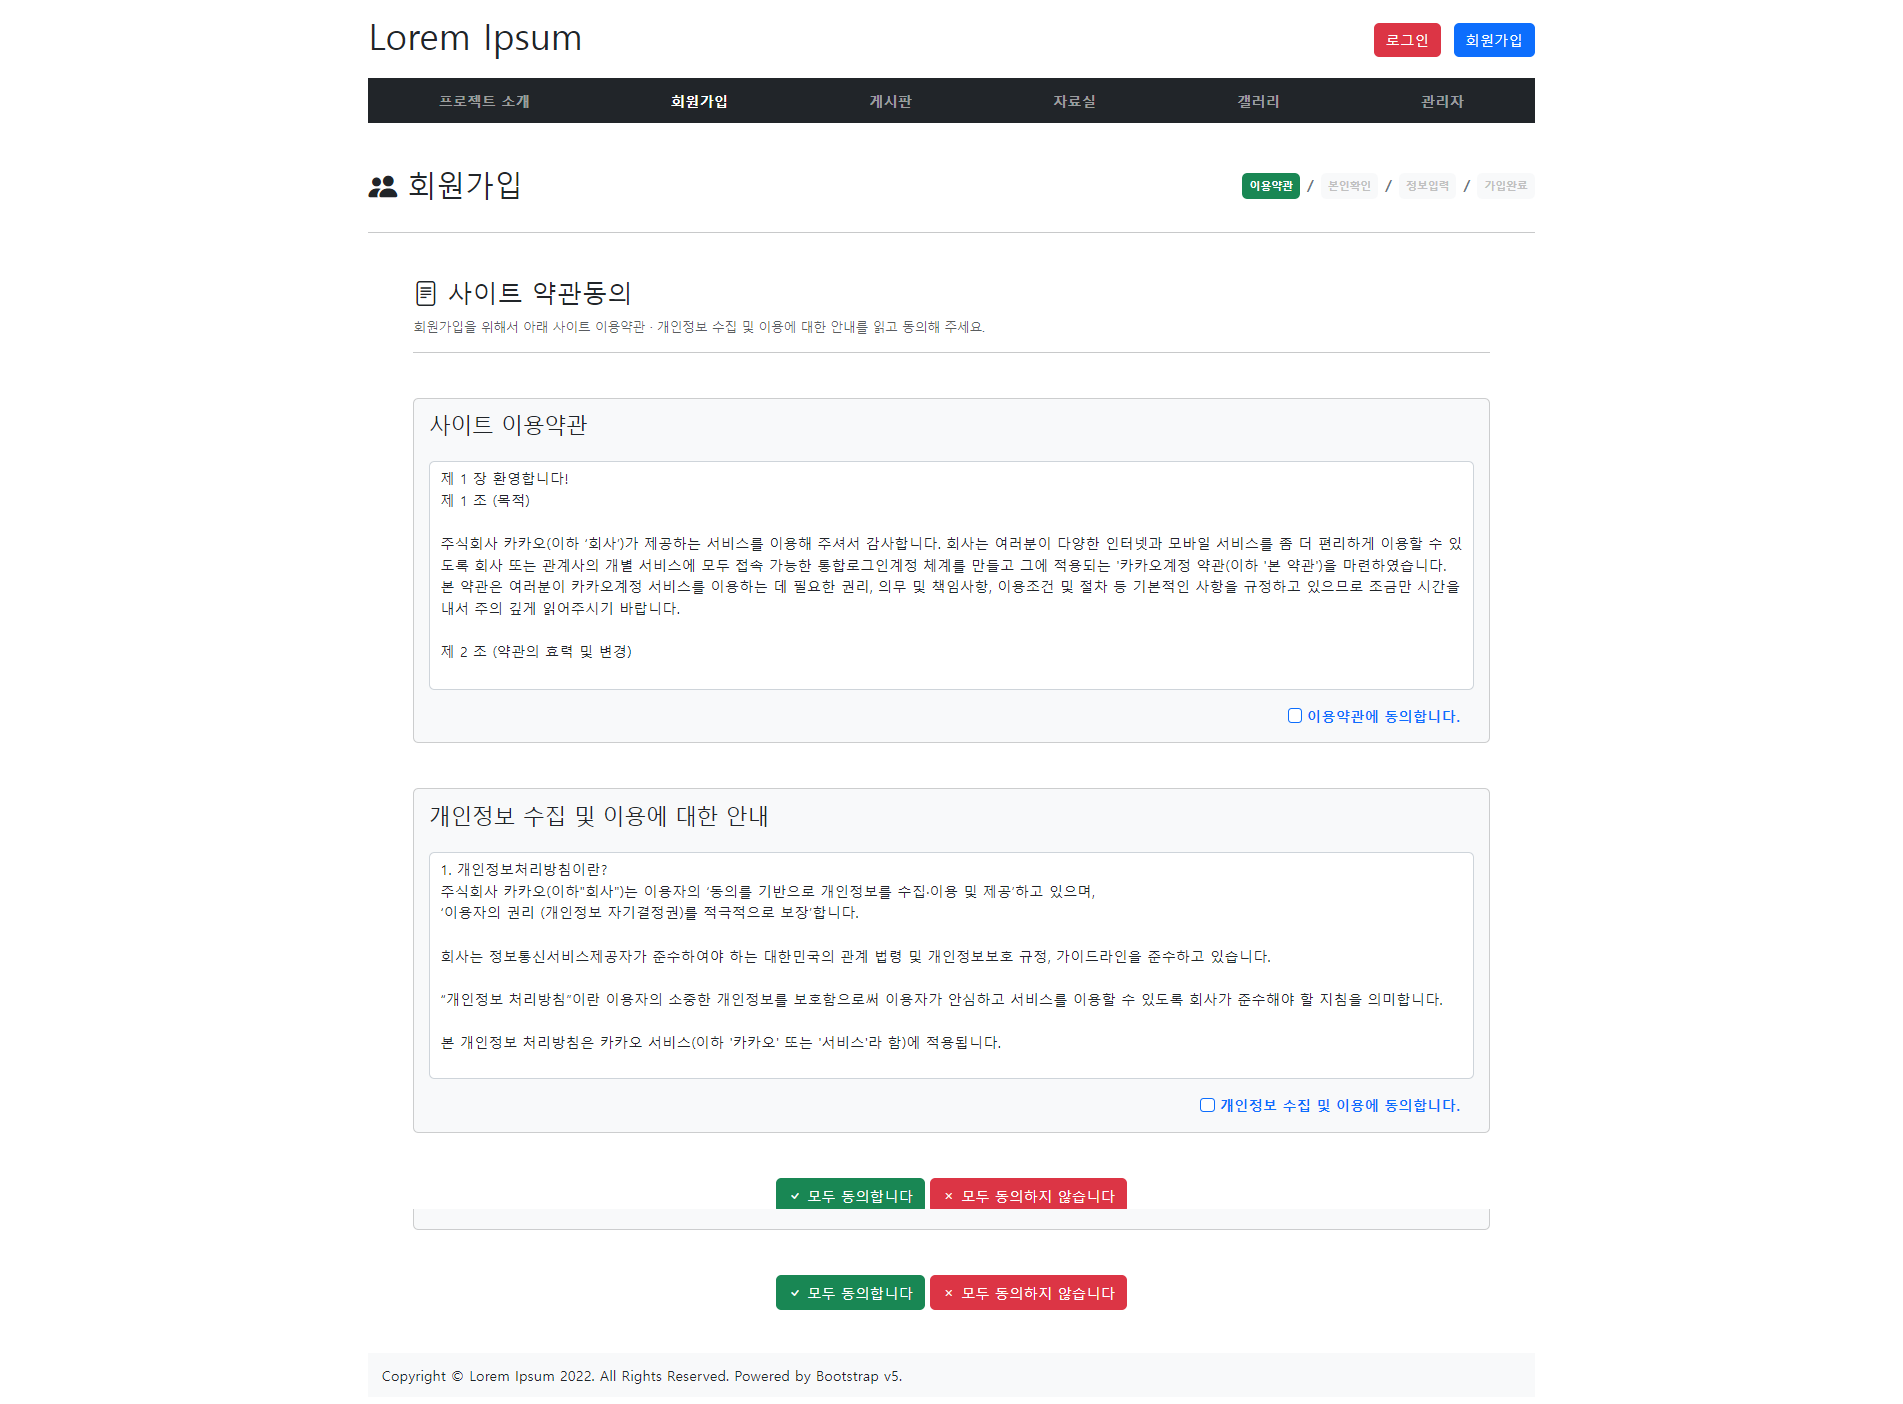 Lorem Ipsum
로그인 회원가입
프로젝트 소개 회원가입 게시판 자료실 갤러리 관리자
회원가입
이용약관 / 본인확인 / 정보입력 / 가입완료
사이트 약관동의
회원가입을 위해서 아래 사이트 이용약관 · 개인정보 수집 및 이용에 대한 안내를 읽고 동의해 주세요.
사이트 이용약관
제 1 장 환영합니다!
제 1 조 (목적)
주식회사 카카오(이하 ‘회사’)가 제공하는 서비스를 이용해 주셔서 감사합니다. 회사는 여러분이 다양한 인터넷과 모바일 서비스를 좀 더 편리하게 이용할 수 있
도록 회사 또는 관계사의 개별 서비스에 모두 접속 가능한 통합로그인계정 체계를 만들고 그에 적용되는 '카카오계정 약관(이하 '본 약관')을 마련하였습니다.
본 약관은 여러분이 카카오계정 서비스를 이용하는 데 필요한 권리, 의무 및 책임사항, 이용조건 및 절차 등 기본적인 사항을 규정하고 있으므로 조금만 시간을
내서 주의 깊게 읽어주시기 바랍니다.
제 2 조 (약관의 효력 및 변경)
이용약관에 동의합니다.
개인정보 수집 및 이용에 대한 안내
1. 개인정보처리방침이란?
주식회사 카카오(이하"회사")는 이용자의 ‘동의를 기반으로 개인정보를 수집·이용 및 제공’하고 있으며,
‘이용자의 권리 (개인정보 자기결정권)를 적극적으로 보장’합니다.
회사는 정보통신서비스제공자가 준수하여야 하는 대한민국의 관계 법령 및 개인정보보호 규정, 가이드라인을 준수하고 있습니다.
“개인정보 처리방침”이란 이용자의 소중한 개인정보를 보호함으로써 이용자가 안심하고 서비스를 이용할 수 있도록 회사가 준수해야 할 지침을 의미합니다.
본 개인정보 처리방침은 카카오 서비스(이하 '카카오' 또는 '서비스'라 함)에 적용됩니다.
개인정보 수집 및 이용에 동의합니다.
모두 동의합니다 모두 동의하지 않습니다
모두 동의합니다 모두 동의하지 않습니다
Copyright © Lorem Ipsum 2022. All Rights Reserved. Powered by Bootstrap v5.